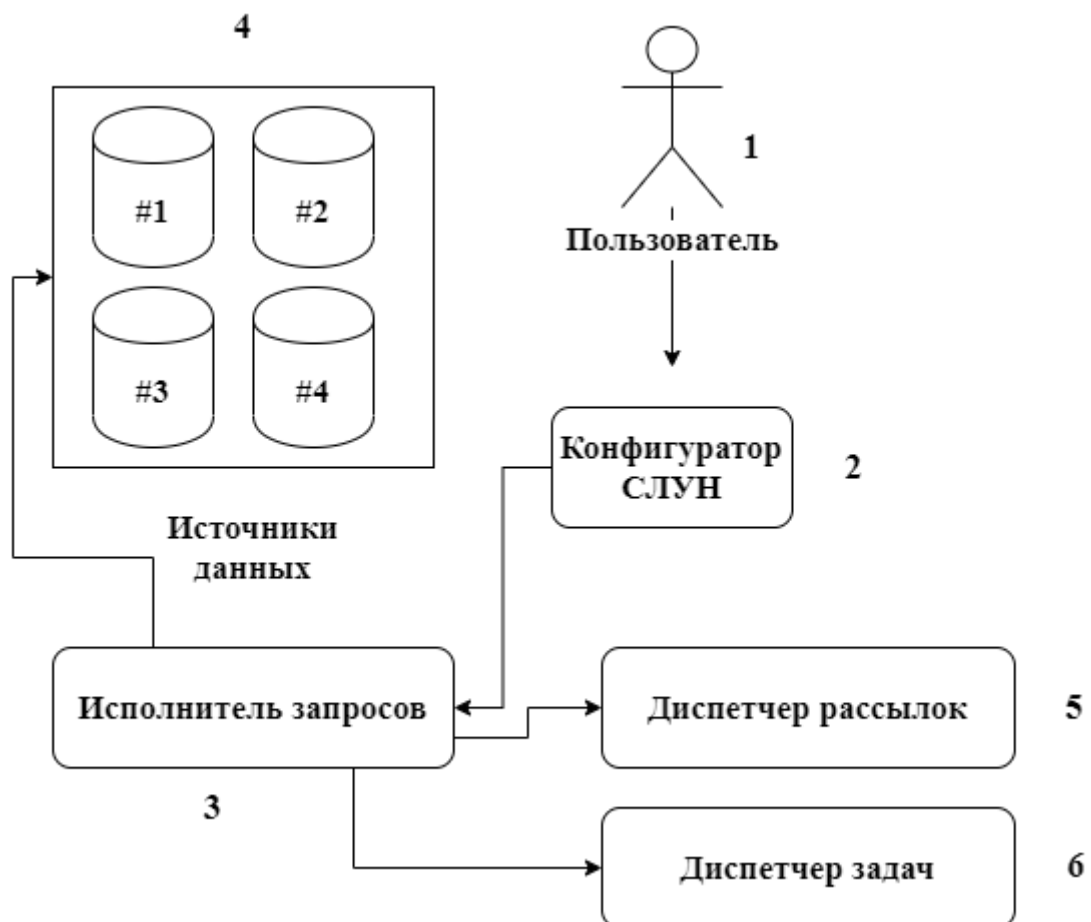 4
#1
#2
#3
#4
1
Пользователь
Конфигуратор
СЛУН
2
Источники
данных
Исполнитель запросов
3
Диспетчер рассылок
5
Диспетчер задач
6